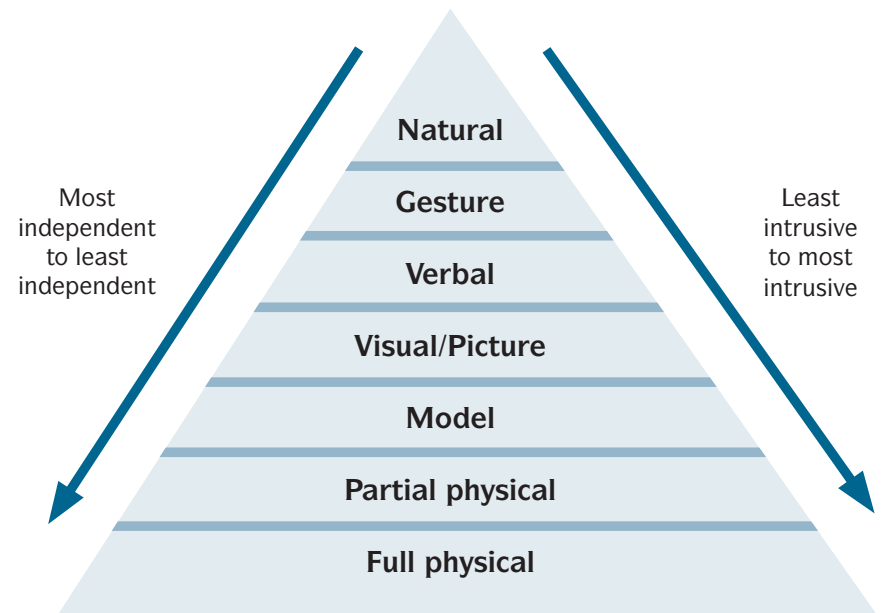 Natural
Gesture
Verbal
Visual/Picture
Model
Partial physical
Full physical
Most
independent
to least
independent
Least
intrusive
to most
intrusive